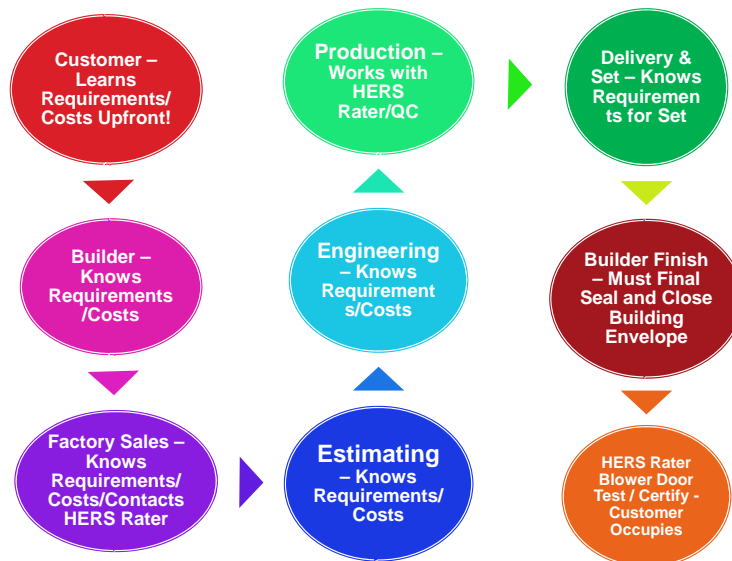 Customer –
Learns
Requirements/
Costs Upfront!
Builder –
Knows
Requirements
/Costs
Factory Sales –
Knows
Requirements/
Costs/Contacts
HERS Rater
Estimating
– Knows
Requirements/
Costs
Engineering
– Knows
Requirement
s/Costs
Production –
Works with
HERS
Rater/QC
Delivery &
Set – Knows
Requiremen
ts for Set
Builder Finish
– Must Final
Seal and Close
Building
Envelope
HERS Rater
Blower Door
Test / Certify -
Customer
Occupies